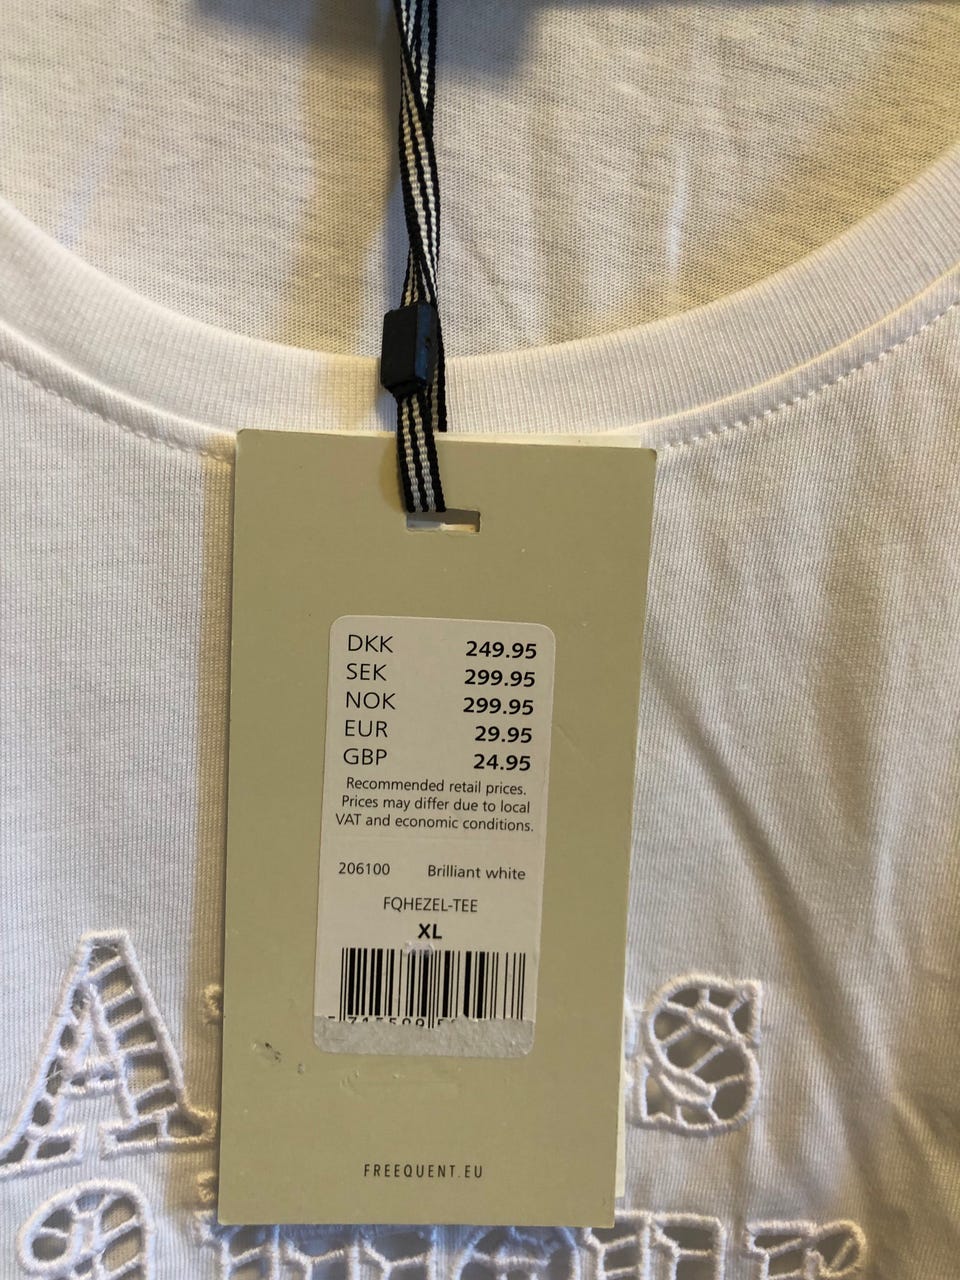 DKK 249.95
SEK 299.95
NOK 299.95
EUR 29.95
GBP 24.95
Recommended retail prices.
Prices may differ due to local
VAT and economic conditions.
206100 Brilliant white
FQHEZEL-TEE
XL
A S
FREEQUENT.EU